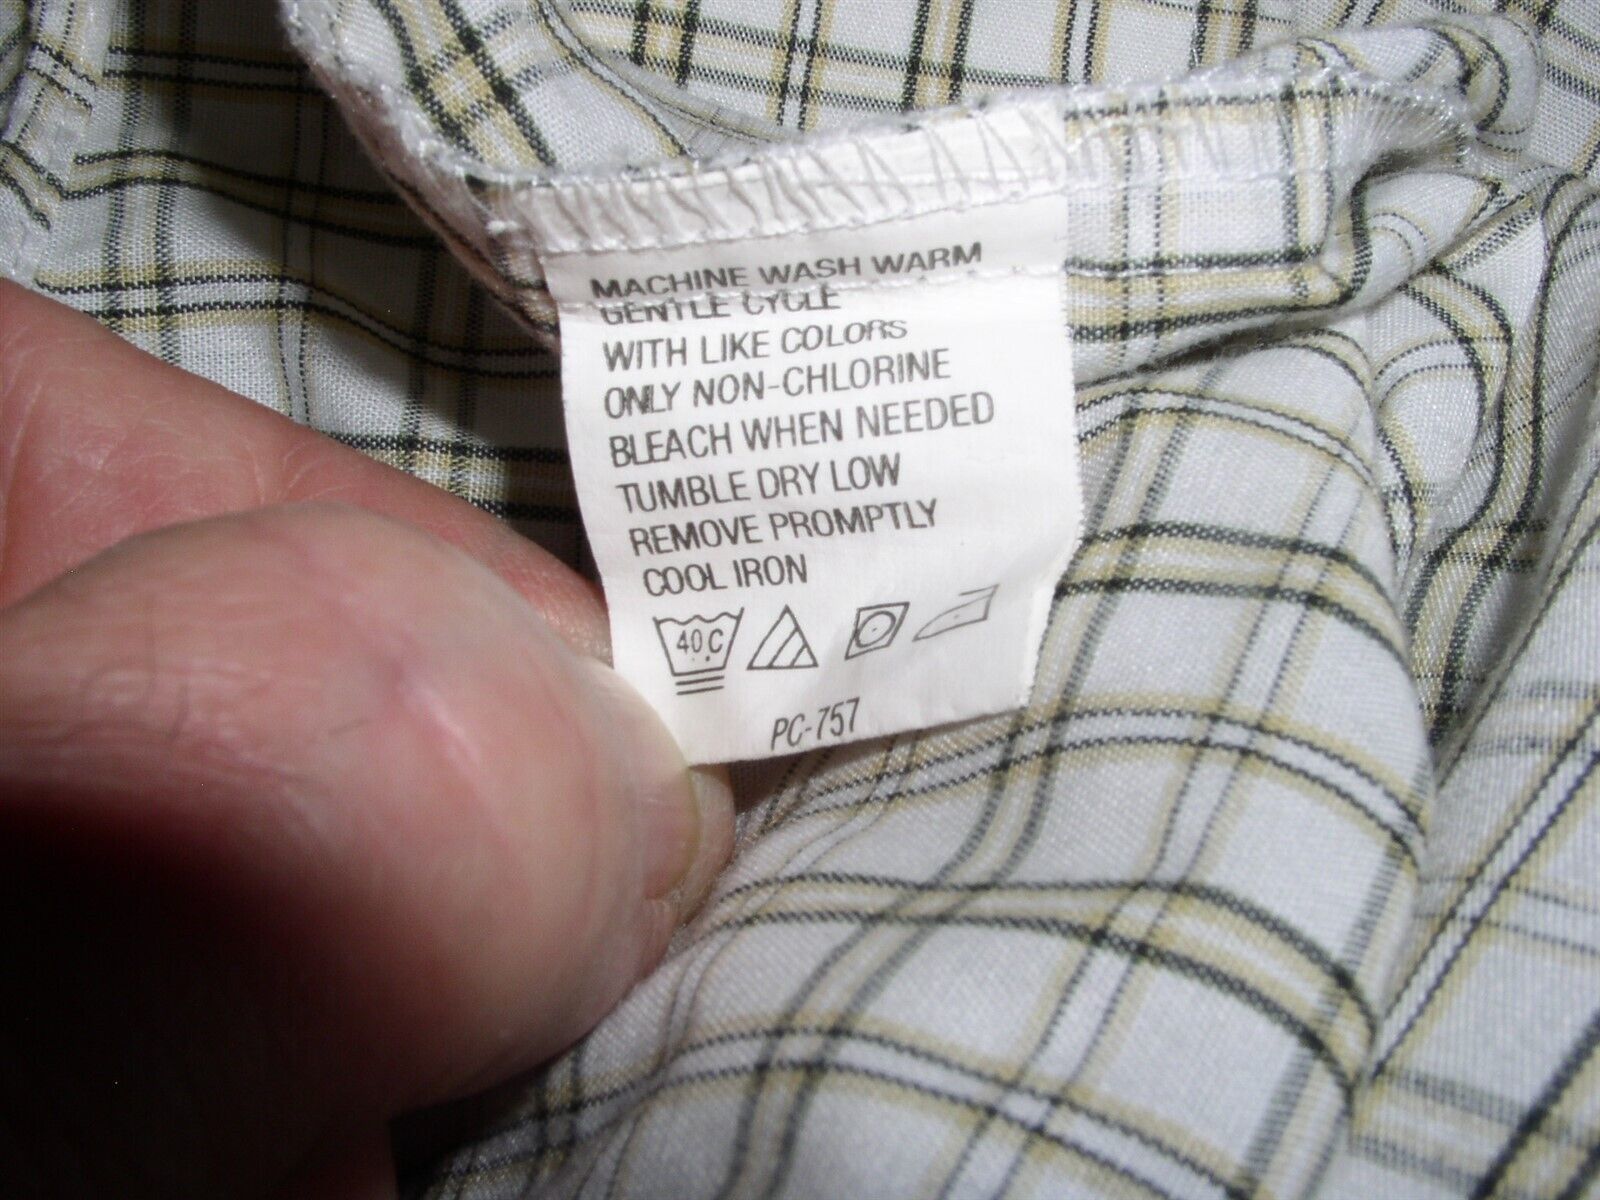 MACHINE WASH WARM
GENTLE CYCLE
WITH LIKE COLORS
ONLY NON-CHLORINE
BLEACH WHEN NEEDED
TUMBLE DRY LOW
REMOVE PROMPTLY
COOL IRON
40 C
PC-757